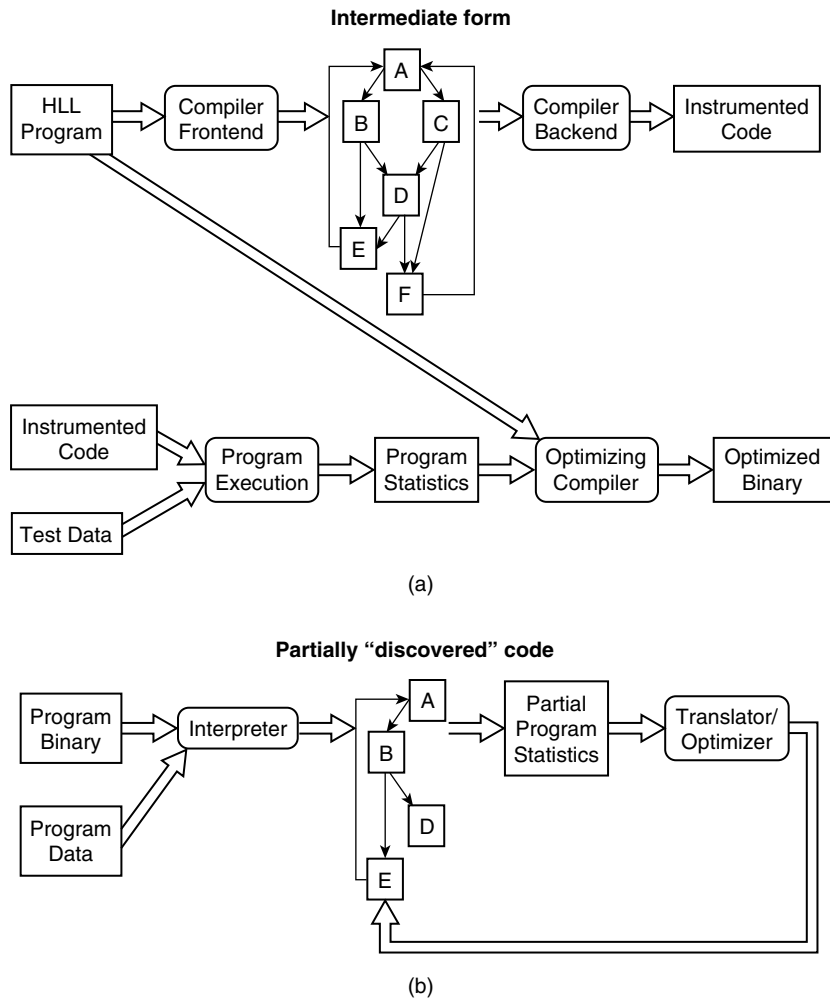 Intermediate form
A
HLL
Program
Compiler
Frontend
B
C
Compiler
Backend
Instrumented
Code
D
E
F
Instrumented
Code
Program
Execution
Program
Statistics
Optimizing
Compiler
Optimized
Binary
Test Data
(a)
Partially “discovered” code
A
Program
Binary
Interpreter
Partial
Program
Statistics
Translator/
Optimizer
B
D
Program
Data
E
(b)